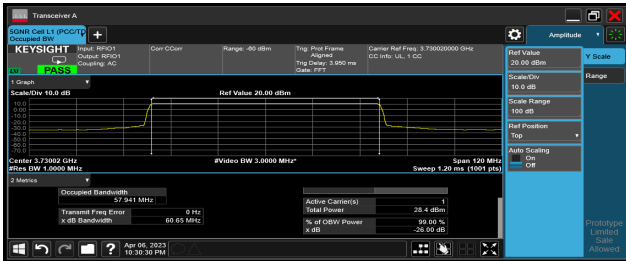 Transceiver A
5GNR Cell L1 (PCC/TD
Occupied BW
Amplitude
KEYSIGHT
Input: RFIO1
Output: RFIO1
Coupling: AC
Corr CCorr
Range: -60 dBm
Trig: Prot Frame
Aligned
Trig Delay: 3.950 ms
Gate: FFT
Carrier Ref Freq: 3.730020000 GHz
CC Info: UL, 1 CC
PASS
Ref Value
20.00 dBm
Y Scale
1 Graph
Scale/Div 10.0 dB
Ref Value 20.00 dBm
Scale/Div
10.0 dB
Range
10.0
0.00
-10.0
-20.0
-30.0
-40.0
-50.0
-60.0
-70.0
Scale Range
100 dB
Ref Position
Top
Auto Scaling
On
Off
Center 3.73002 GHz
#Video BW 3.0000 MHz*
Span 120 MHz
#Res BW 1.0000 MHz
Sweep 1.20 ms (1001 pts)
2 Metrics
Occupied Bandwidth
57.941 MHz
Transmit Freq Error 0 Hz
x dB Bandwidth 60.65 MHz
Active Carrier(s) 1
Total Power 28.4 dBm
% of OBW Power 99.00 %
x dB -26.00 dB
Prototype
Limited
Sale
Allowed
Apr 06, 2023
10:30:30 PM